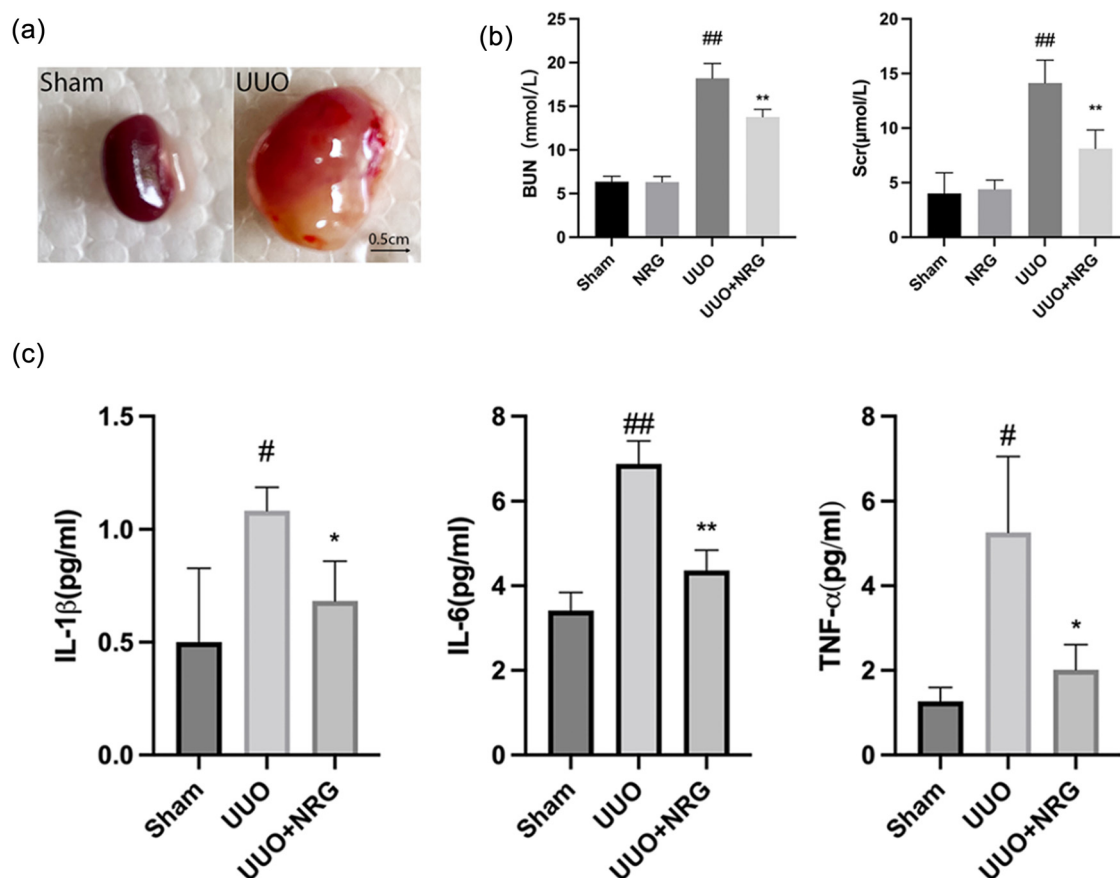 (a)
Sham
UUO
0.5cm
(b)
BUN (mmol/L)
25
20
15
10
5
0
##
**
Sham
NRG
UUO
UUO+NRG
Scr(μmol/L)
20
15
10
5
0
##
**
Sham
NRG
UUO
UUO+NRG
(c)
IL-1β(pg/ml)
1.5
1.0
0.5
0.0
#
*
Sham
UUO
UUO+NRG
IL-6(pg/ml)
8
6
4
2
0
##
**
Sham
UUO
UUO+NRG
TNF-α(pg/ml)
8
6
4
2
0
#
*
Sham
UUO
UUO+NRG